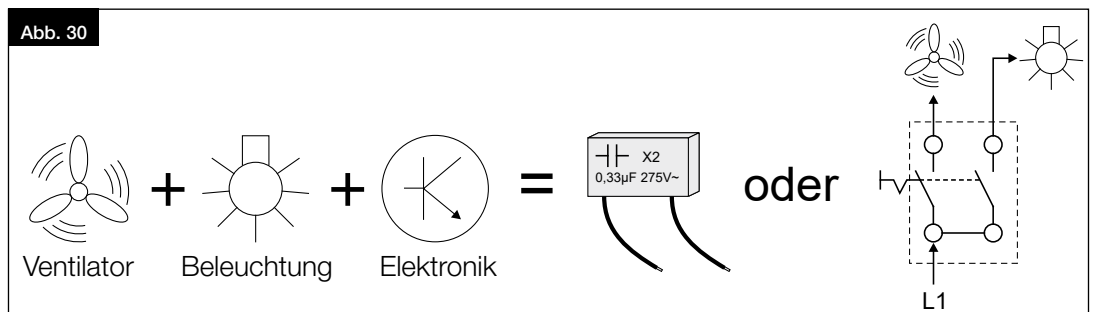 Abb. 30
X2
0,33µF 275V~
+ + = oder
Ventilator Beleuchtung Elektronik
L1